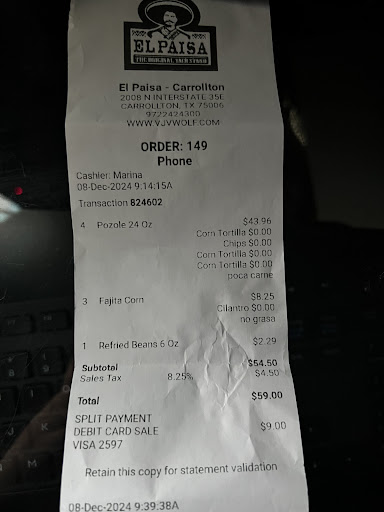 EL PAISA
THE ORIGINAL TACO STAND
El Paisa - Carrollton
2008 N INTERSTATE 35E
CARROLLTON, TX 75006
9722424300
WWW.VJVWOLF.COM
ORDER: 149
Phone
Cashier: Marina
08-Dec-2024 9:14:15A
Transaction 824602
4 Pozole 24 Oz $43.96
Corn Tortilla $0.00
Chips $0.00
Corn Tortilla $0.00
Corn Tortilla $0.00
poca carne
3 Fajita Corn $8.25
Cilantro $0.00
no grasa
1 Refried Beans 6 Oz $2.29
Subtotal $54.50
Sales Tax 8.25% $4.50
Total $59.00
SPLIT PAYMENT
DEBIT CARD SALE $9.00
VISA 2597
Retain this copy for statement validation
08-Dec-2024 9:39:38A